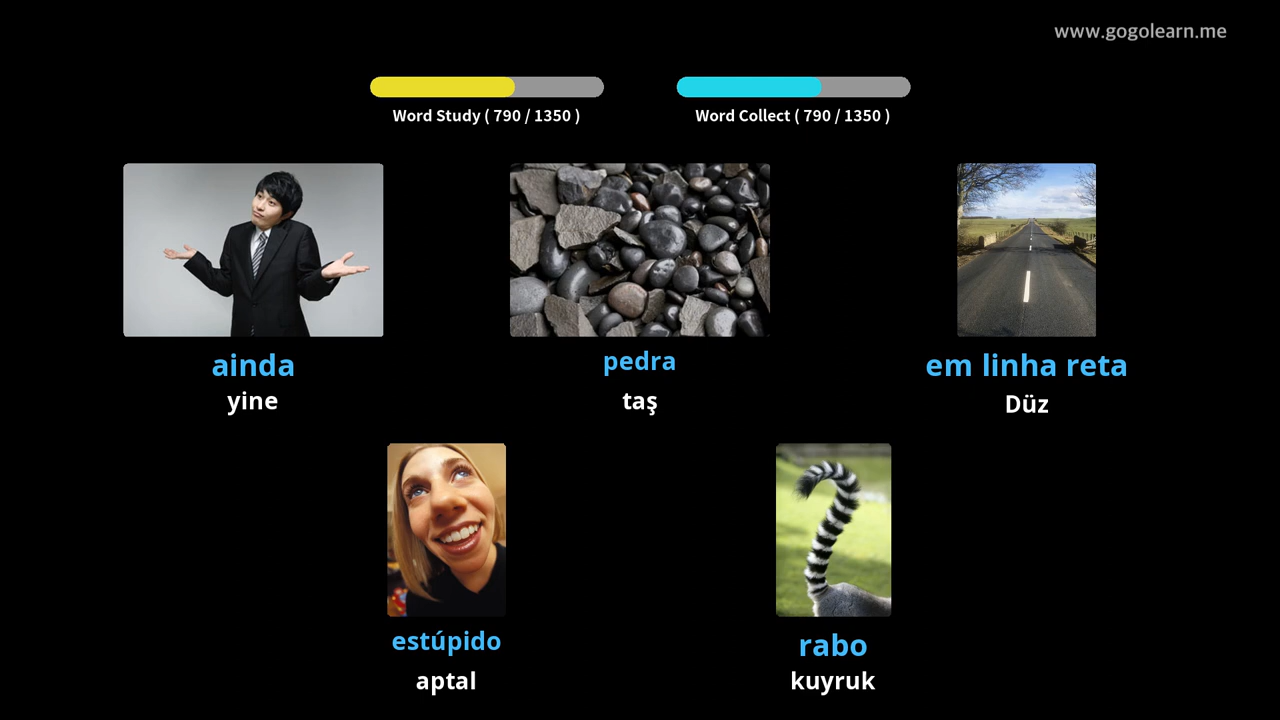 www.gogolearn.me
Word Study ( 790 / 1350 )
Word Collect ( 790 / 1350 )
ainda
yine
pedra
taş
em linha reta
Düz
estúpido
aptal
rabo
kuyruk